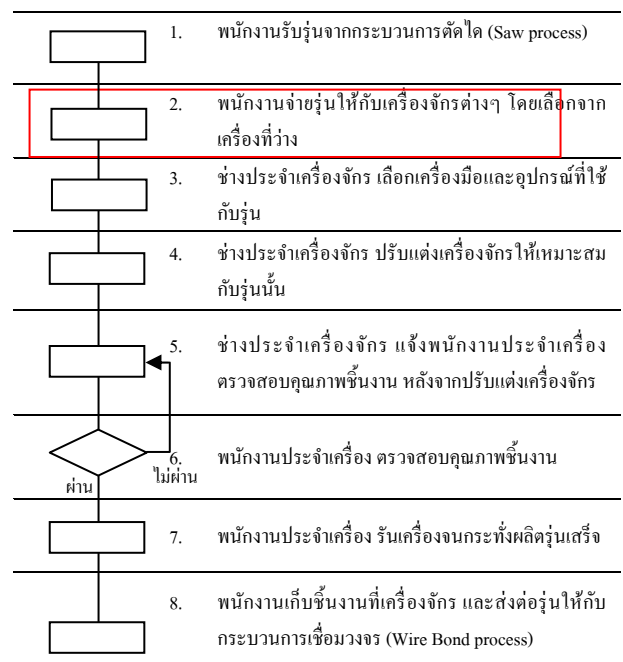 1. พนักงานรับรุ่นจากกระบวนการตัดได (Saw process)
2. พนักงานจ่ายรุ่นให้กับเครื่องจักรต่างๆ โดยเลือกจาก
เครื่องที่ว่าง
3. ช่างประจำเครื่องจักร เลือกเครื่องมือและอุปกรณ์ที่ใช้
กับรุ่น
4. ช่างประจำเครื่องจักร ปรับแต่งเครื่องจักรให้เหมาะสม
กับรุ่นนั้น
5. ช่างประจำเครื่องจักร แจ้งพนักงานประจำเครื่อง
ตรวจสอบคุณภาพชิ้นงาน หลังจากปรับแต่งเครื่องจักร
6. พนักงานประจำเครื่อง ตรวจสอบคุณภาพชิ้นงาน
ไม่ผ่าน
ผ่าน
7. พนักงานประจำเครื่อง รันเครื่องจนกระทั่งผลิตรุ่นเสร็จ
8. พนักงานเก็บชิ้นงานที่เครื่องจักร และส่งต่อรุ่นให้กับ
กระบวนการเชื่อมวงจร (Wire Bond process)